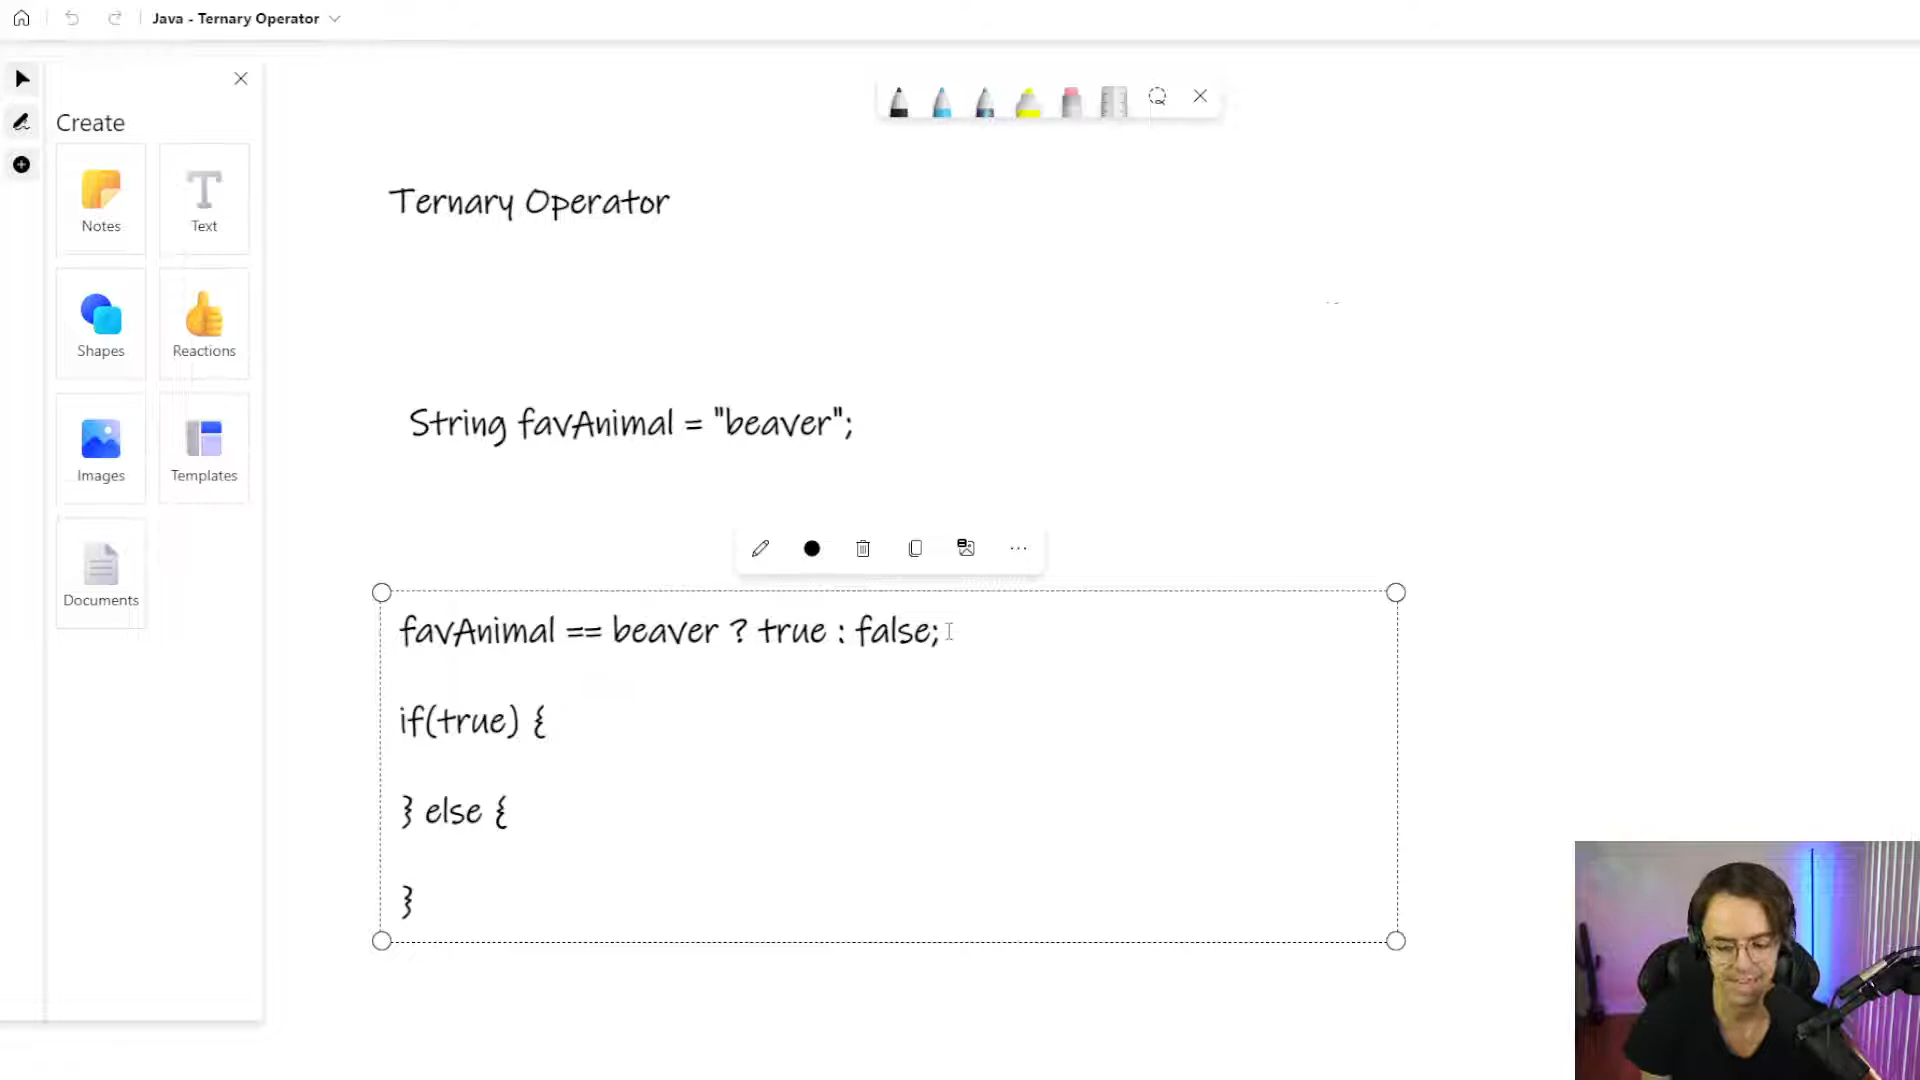 Java - Ternary Operator
Create
Notes
Text
Shapes
Reactions
Images
Templates
Documents
Ternary Operator
String favAnimal = "beaver";
favAnimal == beaver ? true : false;
if(true) {
} else {
}